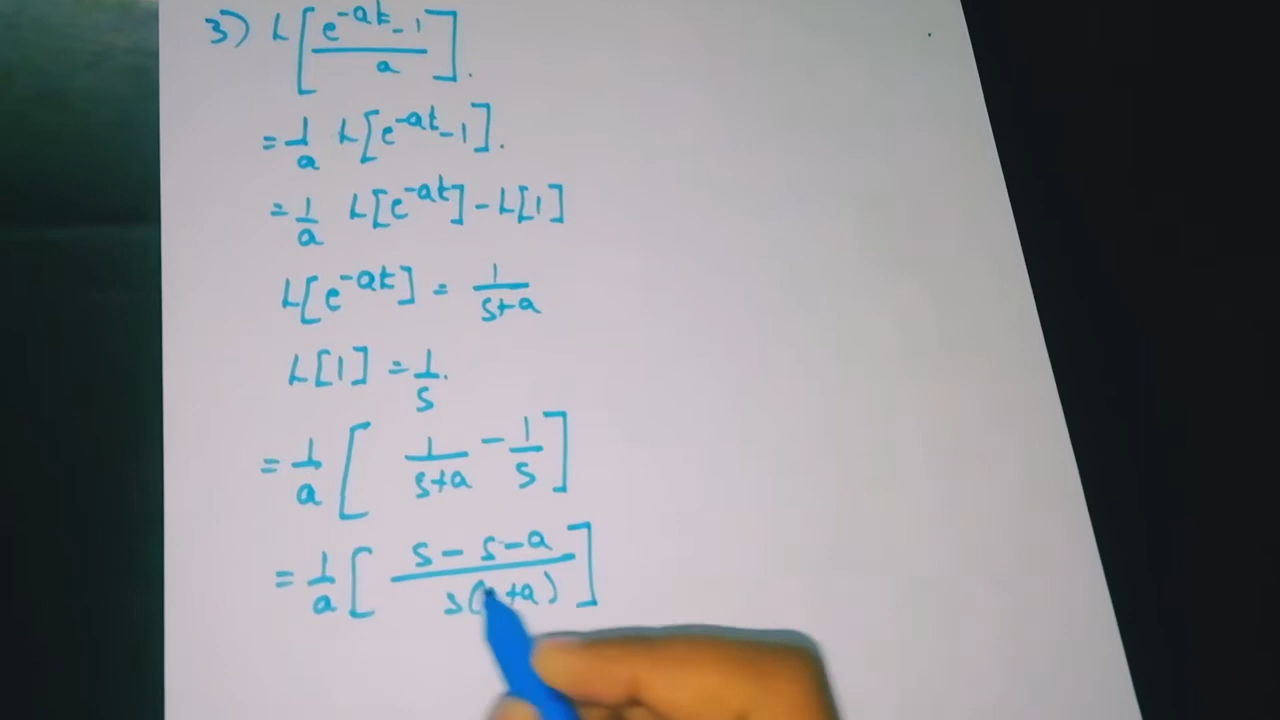 3) L[e^-at - 1 / a].
= 1/a L[e^-at - 1].
= 1/a L[e^-at] - L[1]
L[e^-at] = 1/s+a
L[1] = 1/s.
= 1/a [1/s+a - 1/s]
= 1/a [s - s - a / s( +a)]